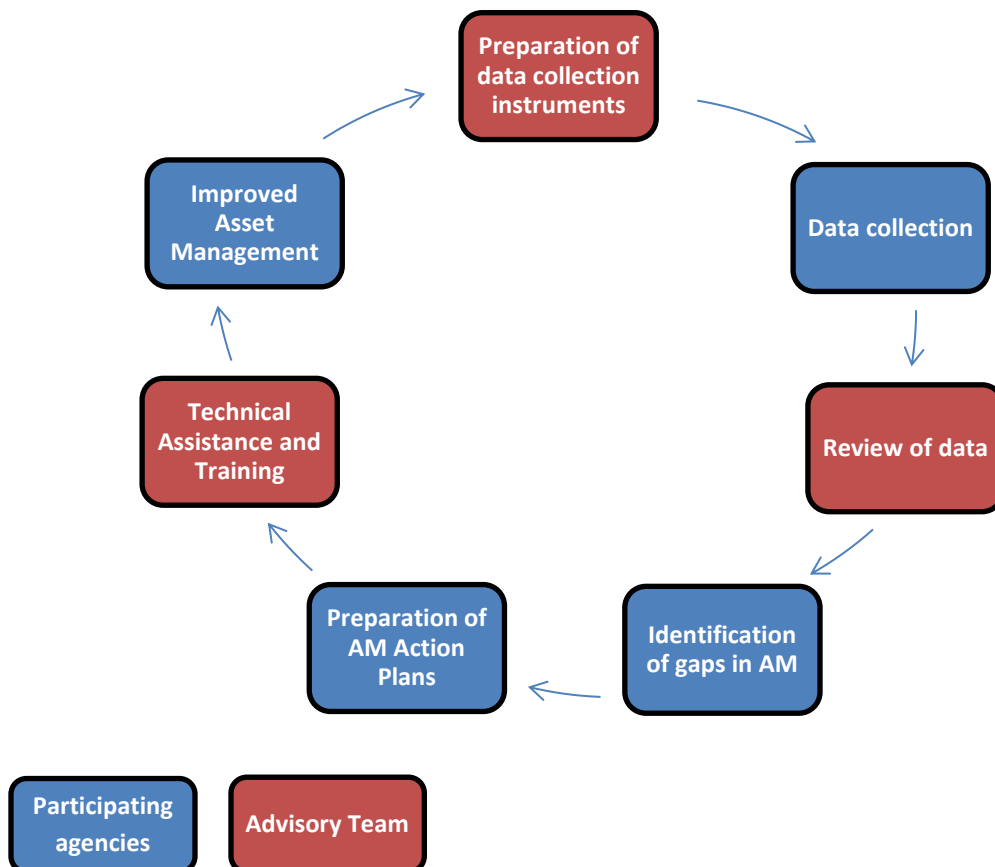 Preparation of
data collection
instruments
Data collection
Review of data
Identification
of gaps in AM
Preparation of
AM Action
Plans
Technical
Assistance and
Training
Improved
Asset
Management
Participating
agencies
Advisory Team